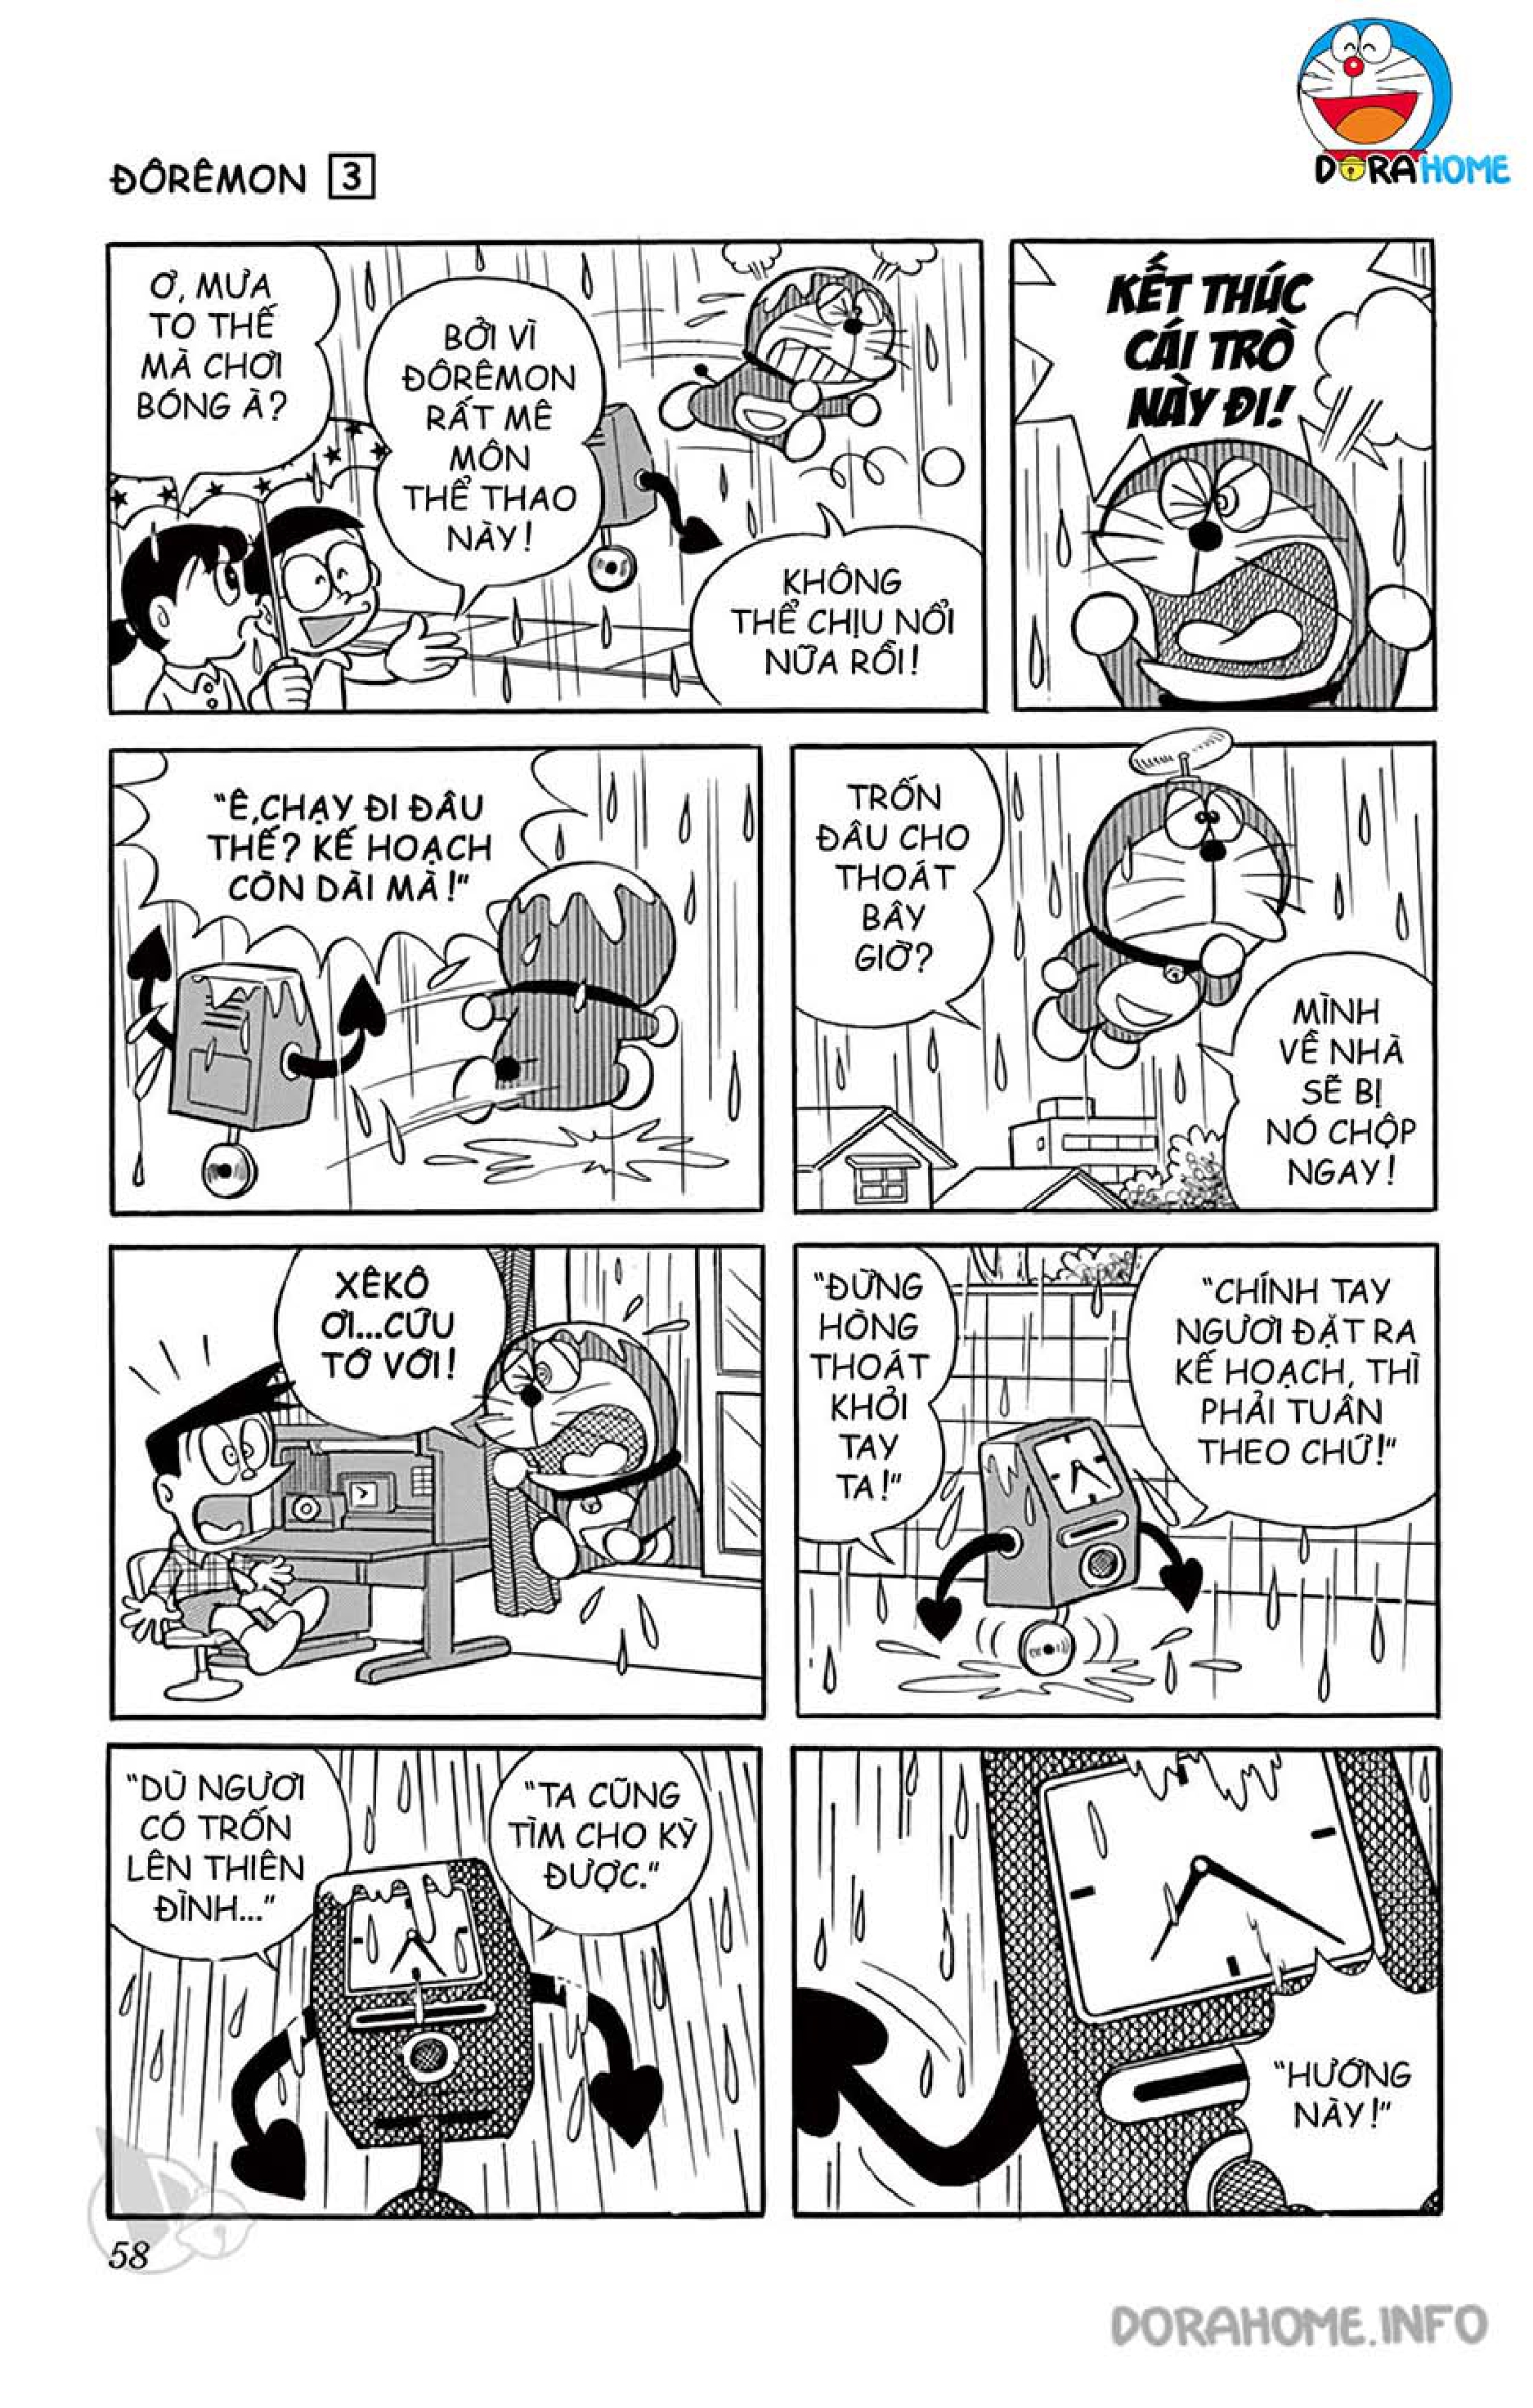 DORAHOME
ĐÔRÊMON 3
Ơ, MƯA
TO THẾ
MÀ CHƠI
BÓNG À?
BỞI VÌ
ĐÔRÊMON
RẤT MÊ
MÔN
THỂ THAO
NÀY!
KHÔNG
THỂ CHỊU NỔI
NỮA RỒI!
KẾT THÚC
CÁI TRÒ
NÀY ĐI!
"Ê, CHẠY ĐI ĐÂU
THẾ? KẾ HOẠCH
CÒN DÀI MÀ!"
TRỐN
ĐÂU CHO
THOÁT
BÂY
GIỜ?
MÌNH
VỀ NHÀ
SẼ BỊ
NÓ CHỘP
NGAY!
XÊKÔ
ƠI...CỨU
TỚ VỚI!
"ĐỪNG
HÒNG
THOÁT
KHỎI
TAY
TA!"
"CHÍNH TAY
NGƯƠI ĐẶT RA
KẾ HOẠCH, THÌ
PHẢI TUÂN
THEO CHỨ!"
"DÙ NGƯƠI
CÓ TRỐN
LÊN THIÊN
ĐÌNH..."
"TA CŨNG
TÌM CHO KỲ
ĐƯỢC."
"HƯỚNG
NÀY!"
58
DORAHOME.INFO